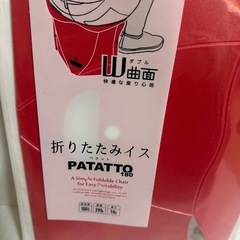 ダブル
W曲面
快適な座り心地
折りたたみイス
パタット
PATATTO
180
A Simple Foldable Chair
for Easy Portability